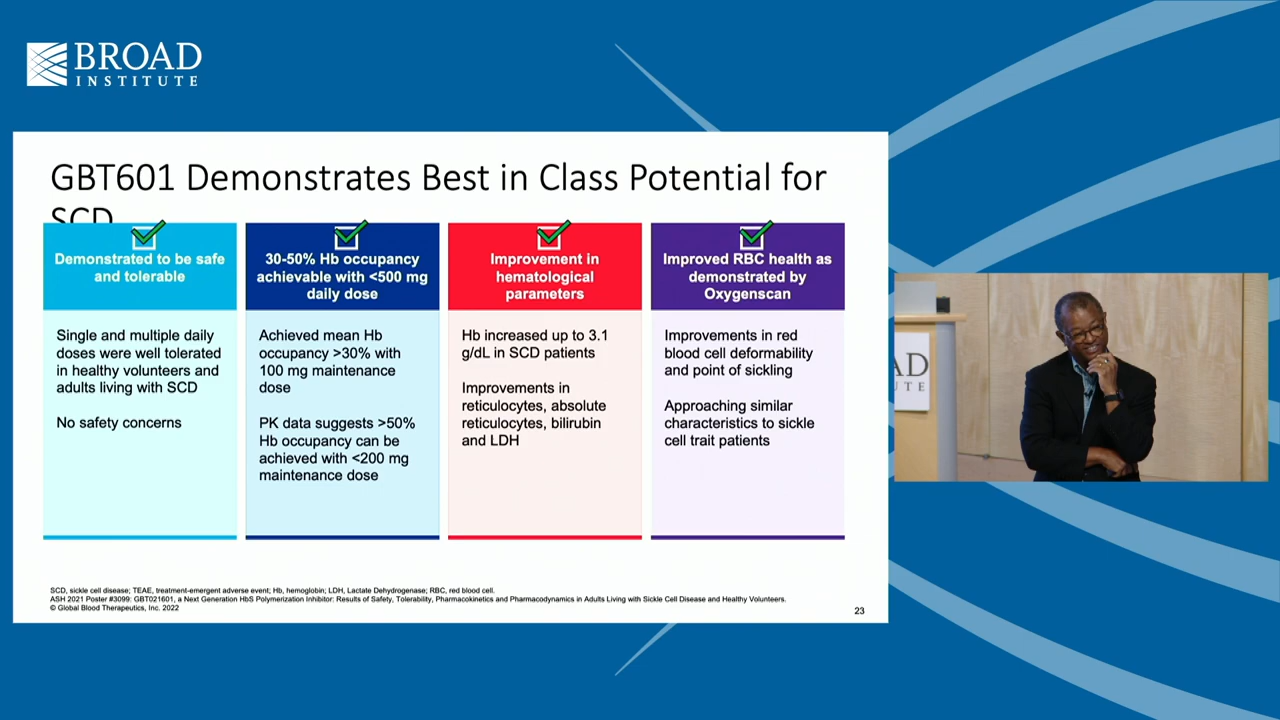 BROAD
INSTITUTE
GBT601 Demonstrates Best in Class Potential for
SCD
Demonstrated to be safe
and tolerable
Single and multiple daily
doses were well tolerated
in healthy volunteers and
adults living with SCD
No safety concerns
30-50% Hb occupancy
achievable with <500 mg
daily dose
Achieved mean Hb
occupancy >30% with
100 mg maintenance
dose
PK data suggests >50%
Hb occupancy can be
achieved with <200 mg
maintenance dose
Improvement in
hematological
parameters
Hb increased up to 3.1
g/dL in SCD patients
Improvements in
reticulocytes, absolute
reticulocytes, bilirubin
and LDH
Improved RBC health as
demonstrated by
Oxygenscan
Improvements in red
blood cell deformability
and point of sickling
Approaching similar
characteristics to sickle
cell trait patients
SCD, sickle cell disease; TEAE, treatment-emergent adverse event; Hb, hemoglobin; LDH, Lactate Dehydrogenase; RBC, red blood cell.
ASH 2021 Poster #3099: GBT021601, a Next Generation HbS Polymerization Inhibitor: Results of Safety, Tolerability, Pharmacokinetics and Pharmacodynamics in Adults Living with Sickle Cell Disease and Healthy Volunteers.
© Global Blood Therapeutics, Inc. 2022
23
AD
UTE